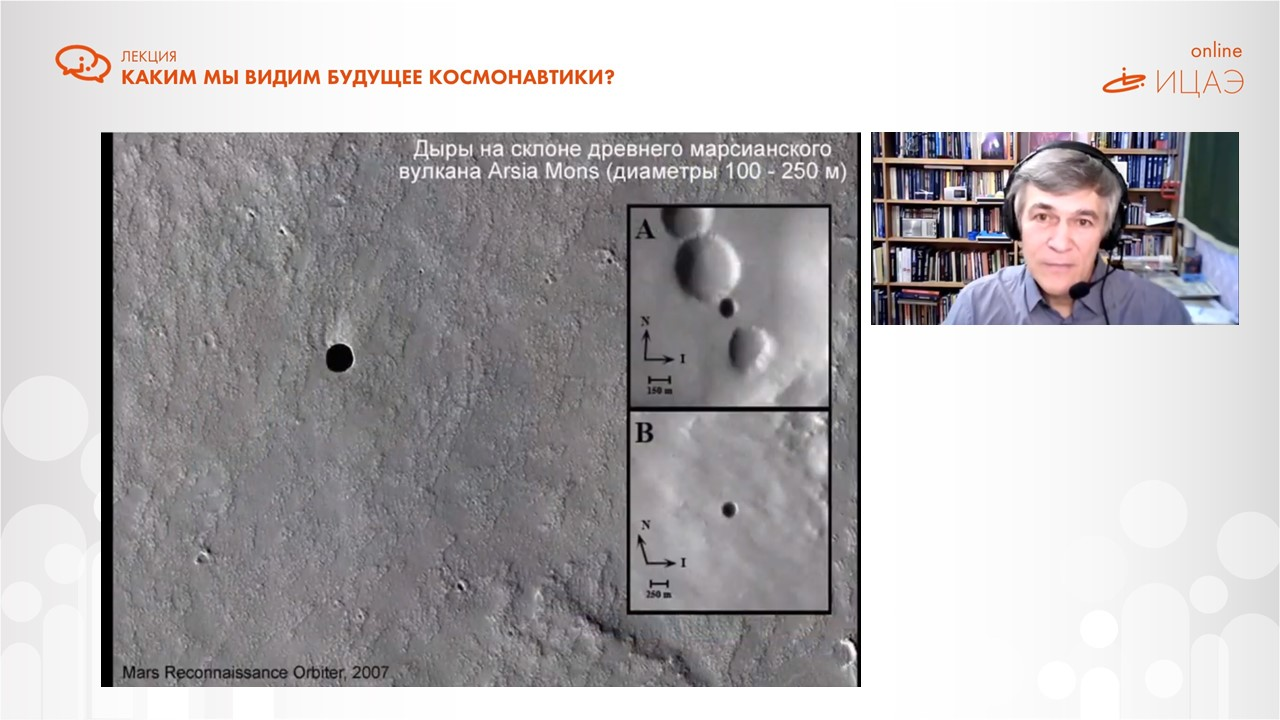 ЛЕКЦИЯ
КАКИМ МЫ ВИДИМ БУДУЩЕЕ КОСМОНАВТИКИ?
online
ИЦАЭ
Дыры на склоне древнего марсианского
вулкана Arsia Mons (диаметры 100 - 250 м)
A
N
I
150 m
B
N
I
250 m
Mars Reconnaissance Orbiter, 2007